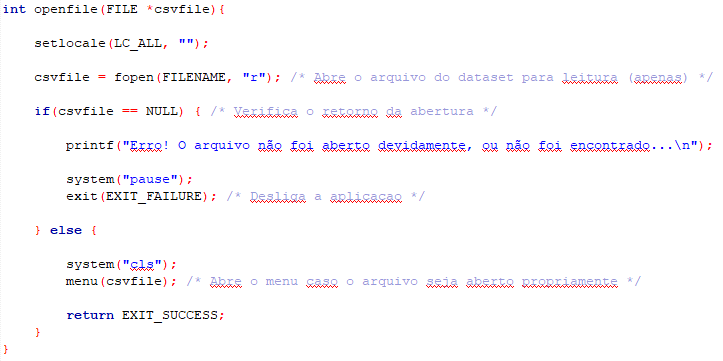 int openfile(FILE *csvfile){
setlocale(LC_ALL, "");
csvfile = fopen(FILENAME, "r"); /* Abre o arquivo do dataset para leitura (apenas) */
if(csvfile == NULL) { /* Verifica o retorno da abertura */
printf("Erro! O arquivo não foi aberto devidamente, ou não foi encontrado...\n");
system("pause");
exit(EXIT_FAILURE); /* Desliga a aplicacao */
} else {
system("cls");
menu(csvfile); /* Abre o menu caso o arquivo seja aberto propriamente */
return EXIT_SUCCESS;
}
}